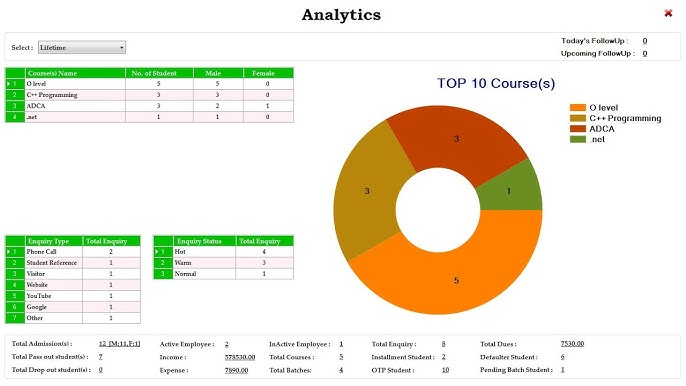 Analytics
Select : Lifetime
Today's FollowUp : 0
Upcoming FollowUp : 0
Course(s) Name No. of Student Male Female
1 O level 5 5 0
2 C++ Programming 3 3 0
3 ADCA 3 2 1
4 .net 1 1 0
TOP 10 Course(s)
O level
C++ Programming
ADCA
.net
3
3
1
5
Enquiry Type Total Enquiry
1 Phone Call 2
2 Student Reference 1
3 Visitor 1
4 Website 1
5 YouTube 1
6 Google 1
7 Other 1
Enquiry Status Total Enquiry
1 Hot 4
2 Warm 3
3 Normal 1
Total Admission(s) : 12 [M:11,F:1] Active Employee : 2 InActive Employee : 1 Total Enquiry : 8 Total Dues : 7530.00
Total Pass out student(s) : 7 Income : 578530.00 Total Courses : 5 Installment Student : 2 Defaulter Student : 6
Total Drop out student(s) : 0 Expense : 7890.00 Total Batches: 4 OTP Student : 10 Pending Batch Student : 1